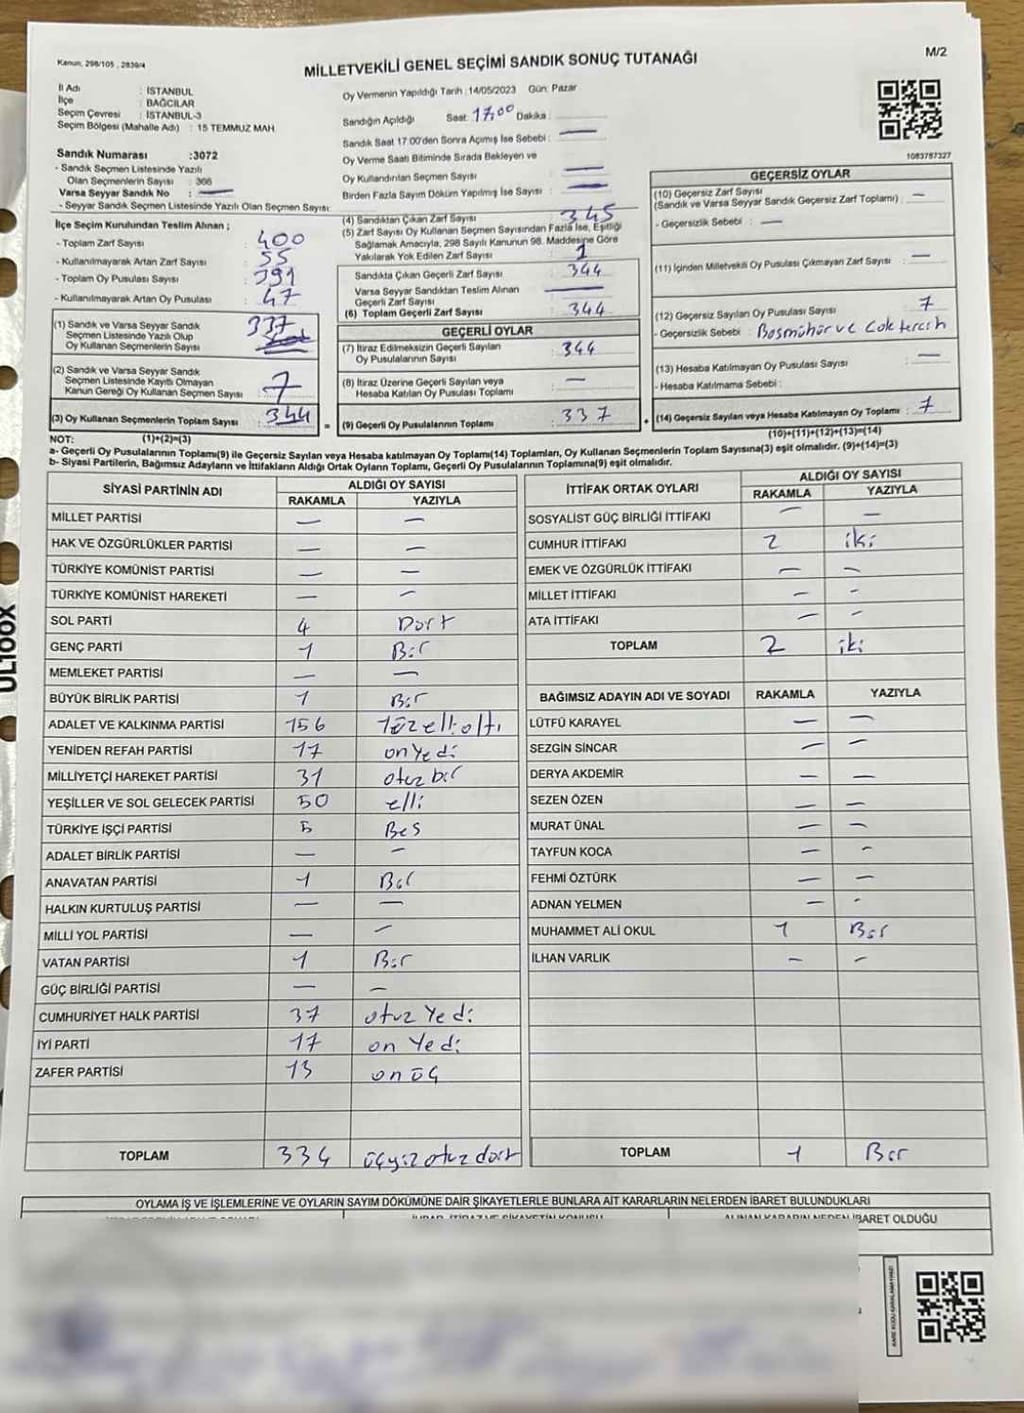 Kanun, 298/105 , 2839/4
MİLLETVEKİLİ GENEL SEÇİMİ SANDIK SONUÇ TUTANAĞI
M/2
İl Adı : İSTANBUL
İlçe : BAĞCILAR
Seçim Çevresi : İSTANBUL-3
Seçim Bölgesi (Mahalle Adı) : 15 TEMMUZ MAH.
Sandık Numarası :3072
- Sandık Seçmen Listesinde Yazılı
Olan Seçmenlerin Sayısı : 366
Varsa Seyyar Sandık No : —
- Seyyar Sandık Seçmen Listesinde Yazılı Olan Seçmen Sayısı:
Oy Vermenin Yapıldığı Tarih :14/05/2023 Gün: Pazar
Sandığın Açıldığı Saat: 17,00 Dakika :
Sandık Saat 17:00'den Sonra Açımış İse Sebebi : —
Oy Verme Saati Bitiminde Sırada Bekleyen ve
Oy Kullandırılan Seçmen Sayısı : —
Birden Fazla Sayım Döküm Yapılmış İse Sayısı : —
1083787327
İlçe Seçim Kurulundan Teslim Alınan ;
- Toplam Zarf Sayısı : 400
- Kullanılmayarak Artan Zarf Sayısı : 55
- Toplam Oy Pusulası Sayısı : 391
- Kullanılmayarak Artan Oy Pusulası : 47
(1) Sandık ve Varsa Seyyar Sandık
Seçmen Listesinde Yazılı Olup
Oy Kullanan Seçmenlerin Sayısı : 337
(2) Sandık ve Varsa Seyyar Sandık
Seçmen Listesinde Kayıtlı Olmayan
Kanun Gereği Oy Kullanan Seçmen Sayısı : 7
(3) Oy Kullanan Seçmenlerin Toplam Sayısı : 344 =
(4) Sandıktan Çıkan Zarf Sayısı : 345
(5) Zarf Sayısı Oy Kullanan Seçmen Sayısından Fazla İse, Eşitliği
Sağlamak Amacıyla, 298 Sayılı Kanunun 98. Maddesine Göre
Yakılarak Yok Edilen Zarf Sayısı : 1
Sandıkta Çıkan Geçerli Zarf Sayısı : 344
Varsa Seyyar Sandıktan Teslim Alınan
Geçerli Zarf Sayısı : —
(6) Toplam Geçerli Zarf Sayısı : 344
GEÇERLİ OYLAR
(7) İtiraz Edilmeksizin Geçerli Sayılan
Oy Pusulalarının Sayısı : 344
(8) İtiraz Üzerine Geçerli Sayılan veya
Hesaba Katılan Oy Pusulası Toplamı : —
(9) Geçerli Oy Pusulalarının Toplamı : 337 +
GEÇERSİZ OYLAR
(10) Geçersiz Zarf Sayısı : —
(Sandık ve Varsa Seyyar Sandık Geçersiz Zarf Toplamı)
- Geçersizlik Sebebi : —
(11) İçinden Milletvekili Oy Pusulası Çıkmayan Zarf Sayısı : —
(12) Geçersiz Sayılan Oy Pusulası Sayısı : 7
- Geçersizlik Sebebi : Bosmühür ve Cok tercih
(13) Hesaba Katılmayan Oy Pusulası Sayısı : —
- Hesaba Katılmama Sebebi :
(14) Geçersiz Sayılan veya Hesaba Katılmayan Oy Toplamı : 7
NOT: (1)+(2)=(3) (10)+(11)+(12)+(13)=(14)
a- Geçerli Oy Pusulalarının Toplamı(9) ile Geçersiz Sayılan veya Hesaba katılmayan Oy Toplamı(14) Toplamları, Oy Kullanan Seçmenlerin Toplam Sayısına(3) eşit olmalıdır. (9)+(14)=(3)
b- Siyasi Partilerin, Bağımsız Adayların ve İttifakların Aldığı Ortak Oyların Toplamı, Geçerli Oy Pusulalarının Toplamına(9) eşit olmalıdır.
SİYASİ PARTİNİN ADI ALDIĞI OY SAYISI
RAKAMLA YAZIYLA
MİLLET PARTİSİ — —
HAK VE ÖZGÜRLÜKLER PARTİSİ — —
TÜRKİYE KOMÜNİST PARTİSİ — —
TÜRKİYE KOMÜNİST HAREKETİ — —
SOL PARTİ 4 Dört
GENÇ PARTİ 1 Bir
MEMLEKET PARTİSİ — —
BÜYÜK BİRLİK PARTİSİ 1 Bir
ADALET VE KALKINMA PARTİSİ 156 Yüzellialtı
YENİDEN REFAH PARTİSİ 17 onyedi
MİLLİYETÇİ HAREKET PARTİSİ 31 otuzbir
YEŞİLLER VE SOL GELECEK PARTİSİ 50 elli
TÜRKİYE İŞÇİ PARTİSİ 5 Bes
ADALET BİRLİK PARTİSİ — —
ANAVATAN PARTİSİ 1 Bir
HALKIN KURTULUŞ PARTİSİ — —
MİLLİ YOL PARTİSİ — —
VATAN PARTİSİ 1 Bir
GÜÇ BİRLİĞİ PARTİSİ — —
CUMHURİYET HALK PARTİSİ 37 otuz Yedi
İYİ PARTİ 17 on Yedi
ZAFER PARTİSİ 13 on üç
TOPLAM 334 üçyüz otuz dört
İTTİFAK ORTAK OYLARI ALDIĞI OY SAYISI
RAKAMLA YAZIYLA
SOSYALİST GÜÇ BİRLİĞİ İTTİFAKI — —
CUMHUR İTTİFAKI 2 iki
EMEK VE ÖZGÜRLÜK İTTİFAKI — —
MİLLET İTTİFAKI — —
ATA İTTİFAKI — —
TOPLAM 2 iki
BAĞIMSIZ ADAYIN ADI VE SOYADI RAKAMLA YAZIYLA
LÜTFÜ KARAYEL — —
SEZGİN SİNCAR — —
DERYA AKDEMİR — —
SEZEN ÖZEN — —
MURAT ÜNAL — —
TAYFUN KOCA — —
FEHMİ ÖZTÜRK — —
ADNAN YELMEN — -
MUHAMMET ALİ OKUL 1 Bir
İLHAN VARLIK — —
TOPLAM 1 Bir
OYLAMA İŞ VE İŞLEMLERİNE VE OYLARIN SAYIM DÖKÜMÜNE DAİR ŞİKAYETLERLE BUNLARA AİT KARARLARIN NELERDEN İBARET BULUNDUKLARI
ALINAN KARARIN NEDEN İBARET OLDUĞU